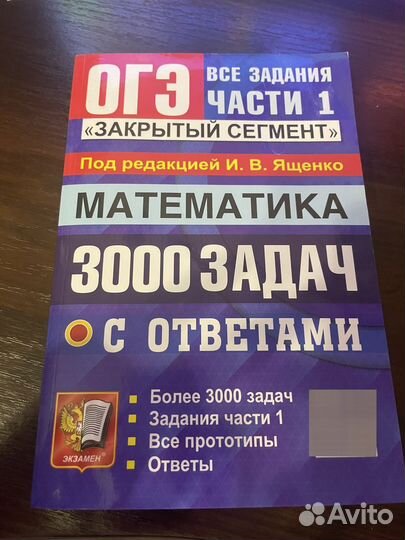 ОГЭ
ВСЕ ЗАДАНИЯ
ЧАСТИ 1
«ЗАКРЫТЫЙ СЕГМЕНТ»
Под редакцией И. В. Ященко
МАТЕМАТИКА
3000 ЗАДАЧ
С ОТВЕТАМИ
Более 3000 задач
Задания части 1
Все прототипы
Ответы
ЭКЗАМЕН®
Avito